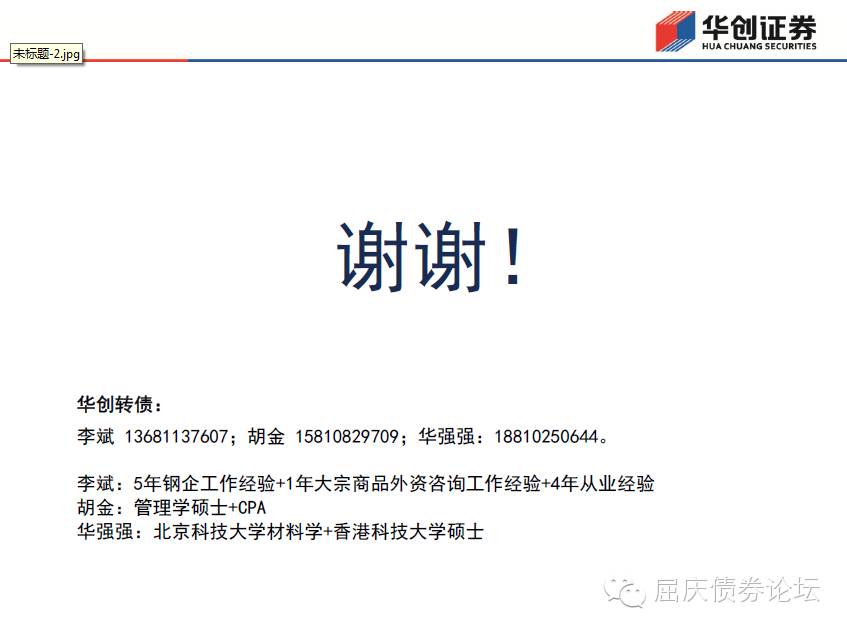 华创证券
HUA CHUANG SECURITIES
未标题-2.jpg
谢谢！
华创转债：
李斌 13681137607；胡金 15810829709；华强强：18810250644。
李斌：5年钢企工作经验+1年大宗商品外资咨询工作经验+4年从业经验
胡金：管理学硕士+CPA
华强强：北京科技大学材料学+香港科技大学硕士
屈庆债券论坛